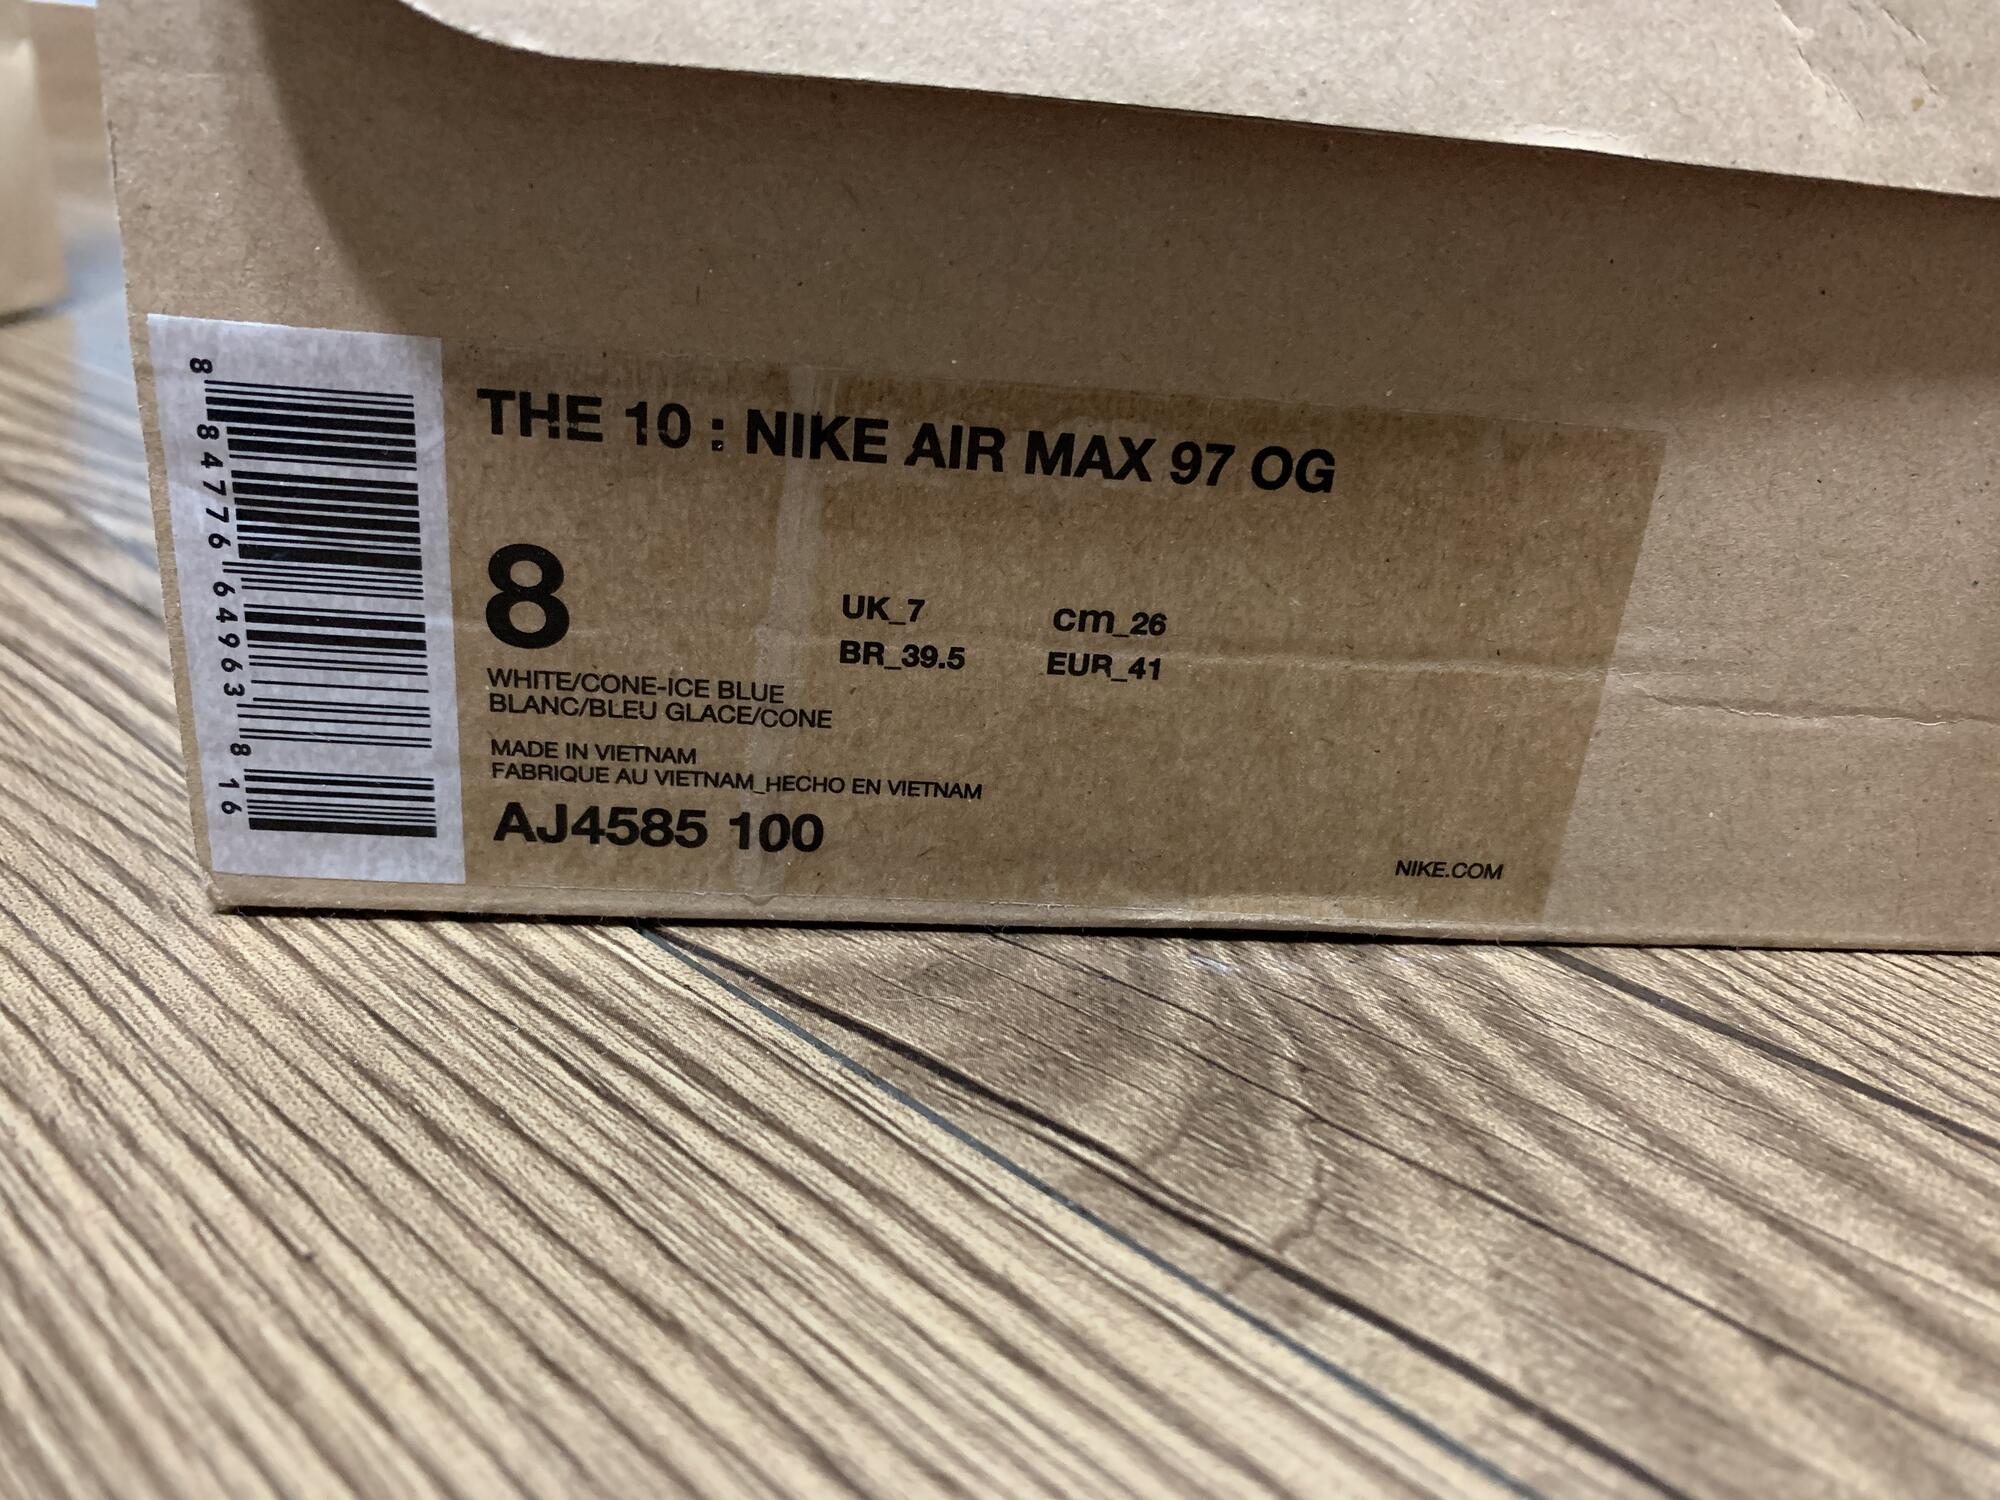 THE 10 : NIKE AIR MAX 97 OG
8
UK_7 cm_26
BR_39.5 EUR_41
WHITE/CONE-ICE BLUE
BLANC/BLEU GLACE/CONE
MADE IN VIETNAM
FABRIQUE AU VIETNAM_HECHO EN VIETNAM
AJ4585 100
NIKE.COM
8 84776 64963 8 16